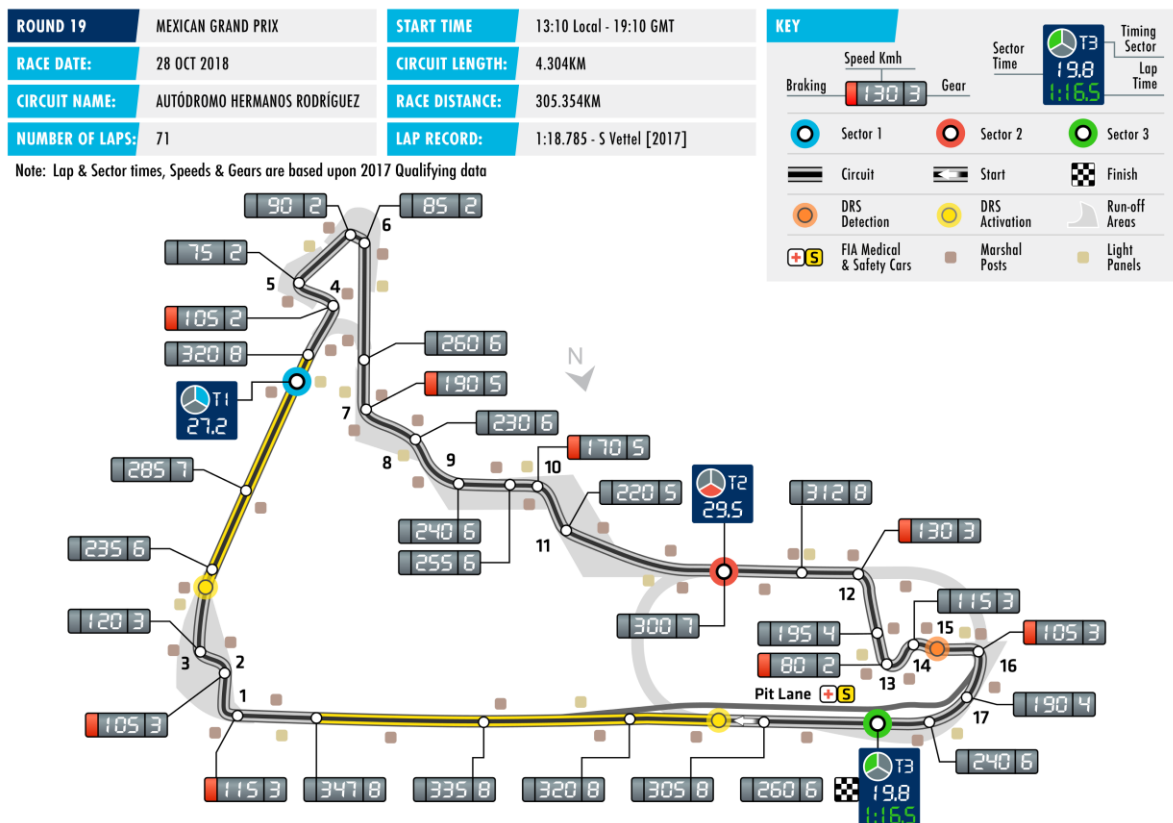 ROUND 19 MEXICAN GRAND PRIX
RACE DATE: 28 OCT 2018
CIRCUIT NAME: AUTÓDROMO HERMANOS RODRÍGUEZ
NUMBER OF LAPS: 71
START TIME 13:10 Local - 19:10 GMT
CIRCUIT LENGTH: 4.304KM
RACE DISTANCE: 305.354KM
LAP RECORD: 1:18.785 - S Vettel [2017]
Note: Lap & Sector times, Speeds & Gears are based upon 2017 Qualifying data
KEY
Speed Kmh
Braking 130 3 Gear
Sector Time
T3
19.8
1:16.5
Timing Sector
Lap Time
Sector 1
Sector 2
Sector 3
Circuit
Start
Finish
DRS Detection
DRS Activation
Run-off Areas
S
FIA Medical & Safety Cars
Marshal Posts
Light Panels
90 2
85 2
6
75 2
5
4
105 2
320 8
260 6
N
T1
27.2
190 5
7
230 6
8
9
170 5
10
285 7
T2
29.5
312 8
220 5
240 6
11
130 3
235 6
255 6
12
115 3
120 3
300 7
195 4
15
105 3
3
2
80 2
13
14
16
Pit Lane S
1
17
190 4
105 3
240 6
115 3
347 8
335 8
320 8
305 8
260 6
T3
19.8
1:16.5